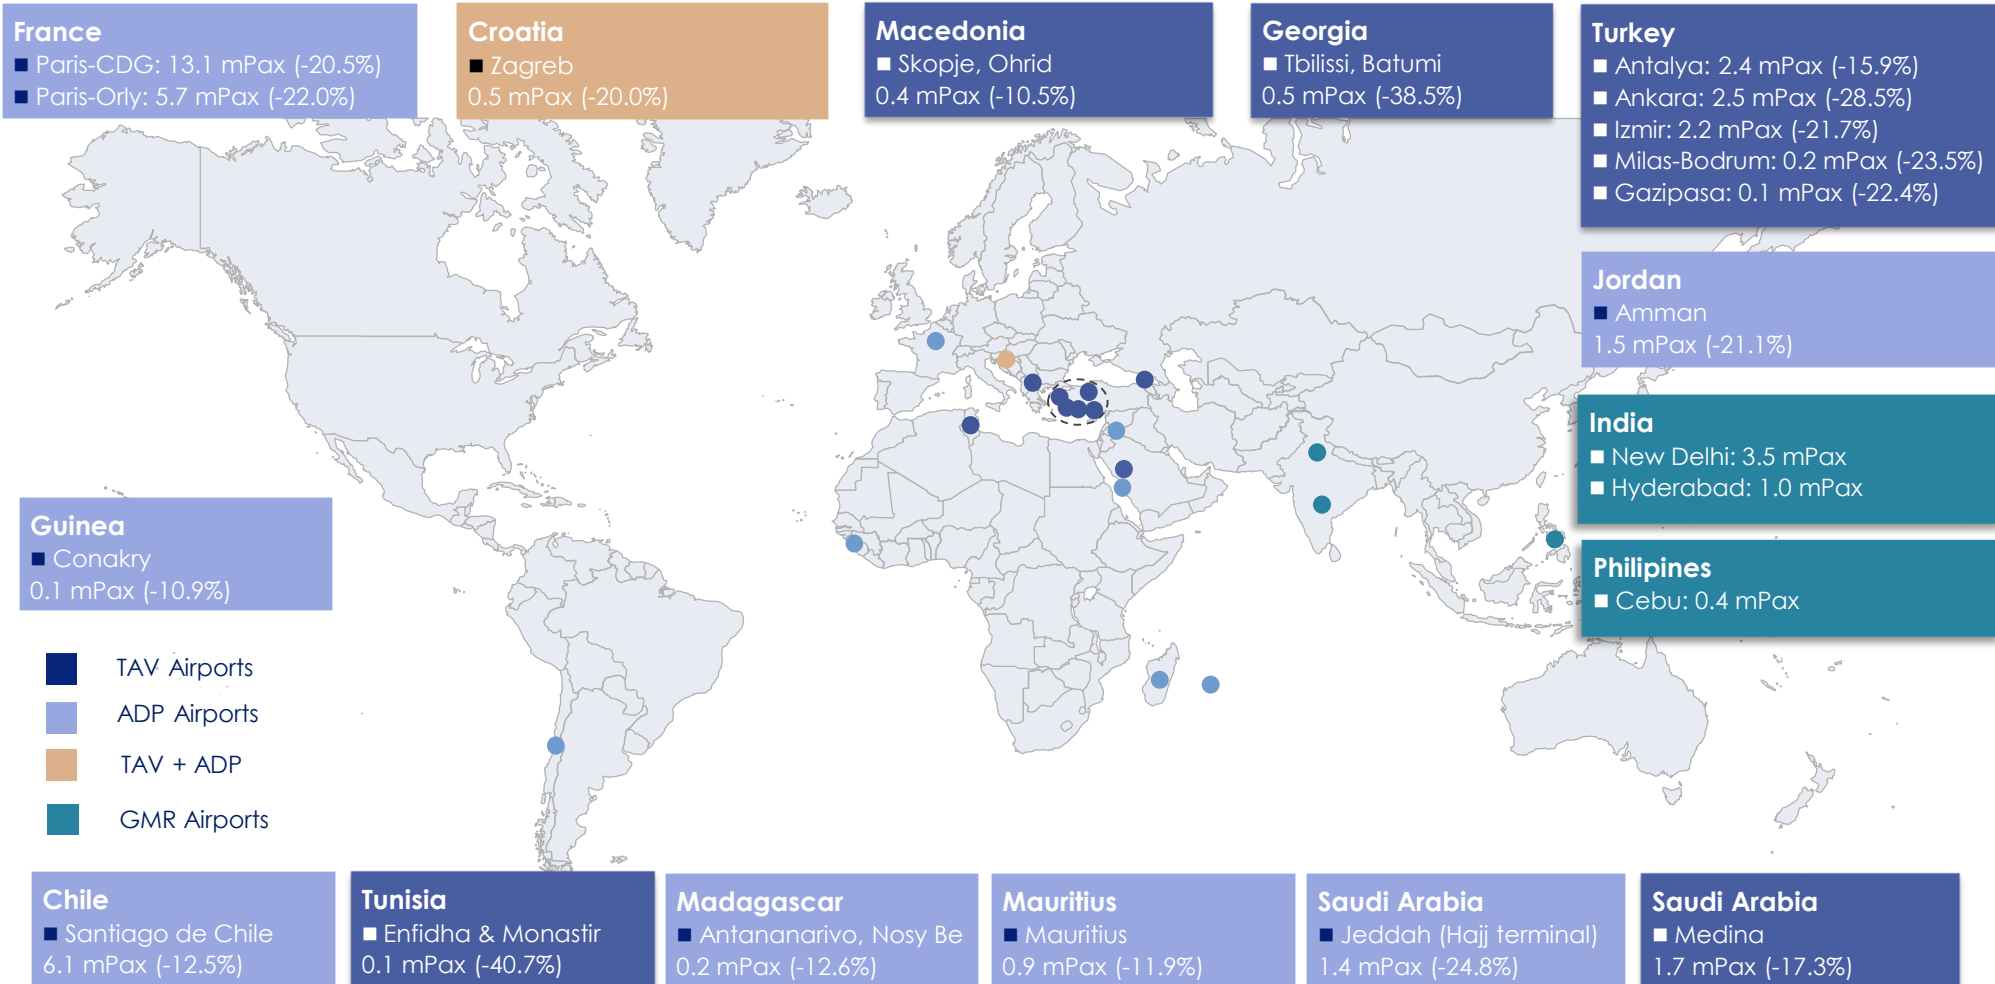 France
Paris-CDG: 13.1 mPax (-20.5%)
Paris-Orly: 5.7 mPax (-22.0%)
Croatia
Zagreb
0.5 mPax (-20.0%)
Macedonia
Skopje, Ohrid
0.4 mPax (-10.5%)
Georgia
Tbilissi, Batumi
0.5 mPax (-38.5%)
Turkey
Antalya: 2.4 mPax (-15.9%)
Ankara: 2.5 mPax (-28.5%)
Izmir: 2.2 mPax (-21.7%)
Milas-Bodrum: 0.2 mPax (-23.5%)
Gazipasa: 0.1 mPax (-22.4%)
Jordan
Amman
1.5 mPax (-21.1%)
India
New Delhi: 3.5 mPax
Hyderabad: 1.0 mPax
Philipines
Cebu: 0.4 mPax
Guinea
Conakry
0.1 mPax (-10.9%)
TAV Airports
ADP Airports
TAV + ADP
GMR Airports
Chile
Santiago de Chile
6.1 mPax (-12.5%)
Tunisia
Enfidha & Monastir
0.1 mPax (-40.7%)
Madagascar
Antananarivo, Nosy Be
0.2 mPax (-12.6%)
Mauritius
Mauritius
0.9 mPax (-11.9%)
Saudi Arabia
Jeddah (Hajj terminal)
1.4 mPax (-24.8%)
Saudi Arabia
Medina
1.7 mPax (-17.3%)